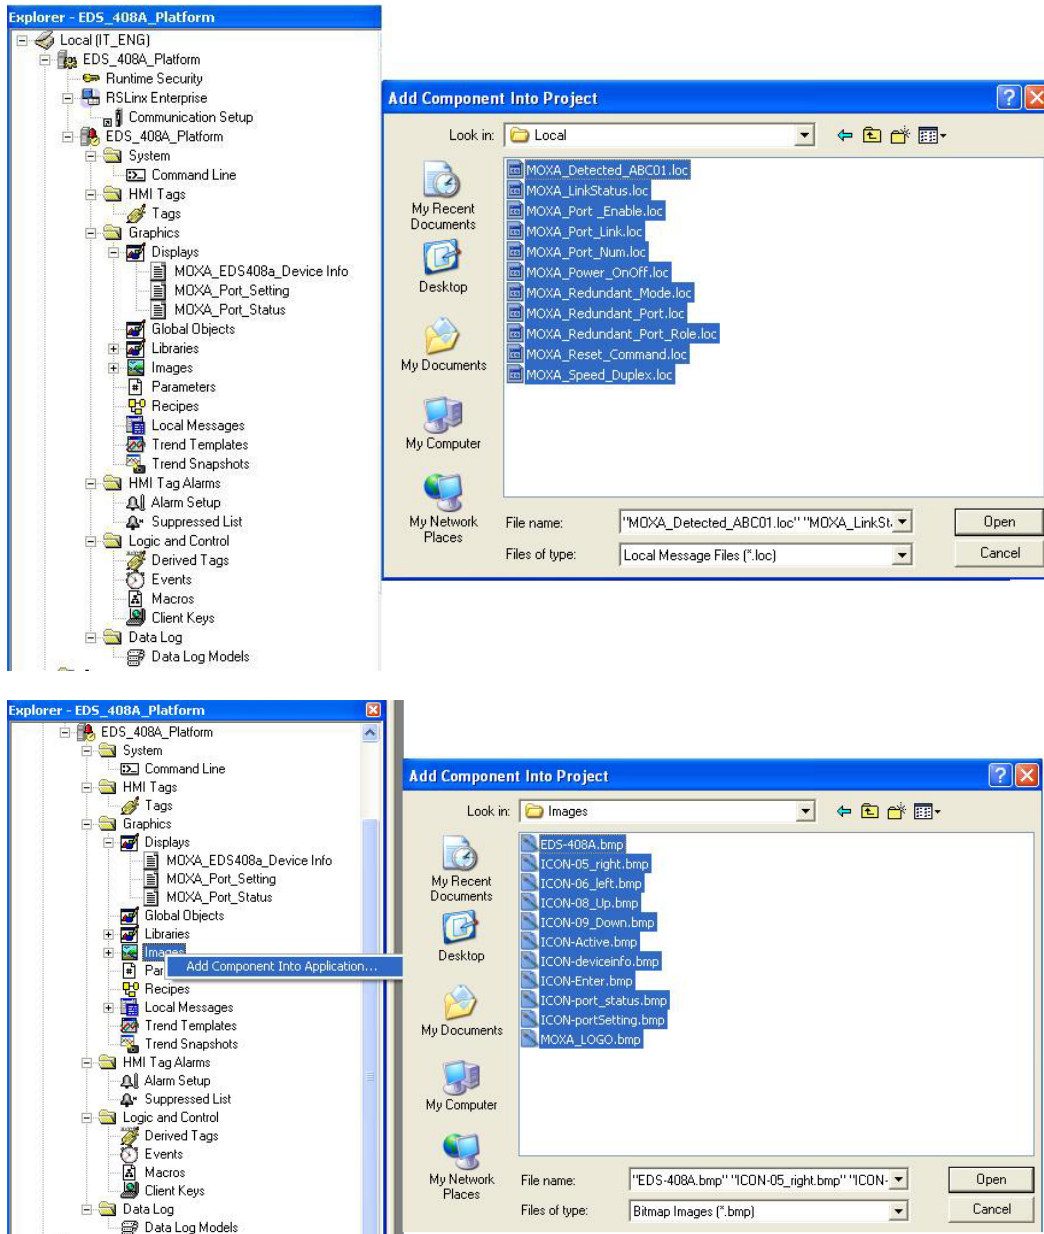 Explorer - EDS_408A_Platform
Local (IT_ENG)
EDS_408A_Platform
Runtime Security
RSLinx Enterprise
Communication Setup
EDS_408A_Platform
System
Command Line
HMI Tags
Tags
Graphics
Displays
MOXA_EDS408a_Device Info
MOXA_Port_Setting
MOXA_Port_Status
Global Objects
Libraries
Images
Parameters
Recipes
Local Messages
Trend Templates
Trend Snapshots
HMI Tag Alarms
Alarm Setup
Suppressed List
Logic and Control
Derived Tags
Events
Macros
Client Keys
Data Log
Data Log Models
Add Component Into Project
Look in: Local
My Recent
Documents
Desktop
My Documents
My Computer
My Network
Places
MOXA_Detected_ABC01.loc
MOXA_LinkStatus.loc
MOXA_Port _Enable.loc
MOXA_Port_Link.loc
MOXA_Port_Num.loc
MOXA_Power_OnOff.loc
MOXA_Redundant_Mode.loc
MOXA_Redundant_Port.loc
MOXA_Redundant_Port_Role.loc
MOXA_Reset_Command.loc
MOXA_Speed_Duplex.loc
File name: "MOXA_Detected_ABC01.loc" "MOXA_LinkSt. Open
Files of type: Local Message Files (*.loc) Cancel
Explorer - EDS_408A_Platform
EDS_408A_Platform
System
Command Line
HMI Tags
Tags
Graphics
Displays
MOXA_EDS408a_Device Info
MOXA_Port_Setting
MOXA_Port_Status
Global Objects
Libraries
Images
Par
Add Component Into Application...
Recipes
Local Messages
Trend Templates
Trend Snapshots
HMI Tag Alarms
Alarm Setup
Suppressed List
Logic and Control
Derived Tags
Events
Macros
Client Keys
Data Log
Data Log Models
Add Component Into Project
Look in: Images
My Recent
Documents
Desktop
My Documents
My Computer
My Network
Places
EDS-408A.bmp
ICON-05_right.bmp
ICON-06_left.bmp
ICON-08_Up.bmp
ICON-09_Down.bmp
ICON-Active.bmp
ICON-deviceinfo.bmp
ICON-Enter.bmp
ICON-port_status.bmp
ICON-portSetting.bmp
MOXA_LOGO.bmp
File name: "EDS-408A.bmp" "ICON-05_right.bmp" "ICON- Open
Files of type: Bitmap Images (*.bmp) Cancel